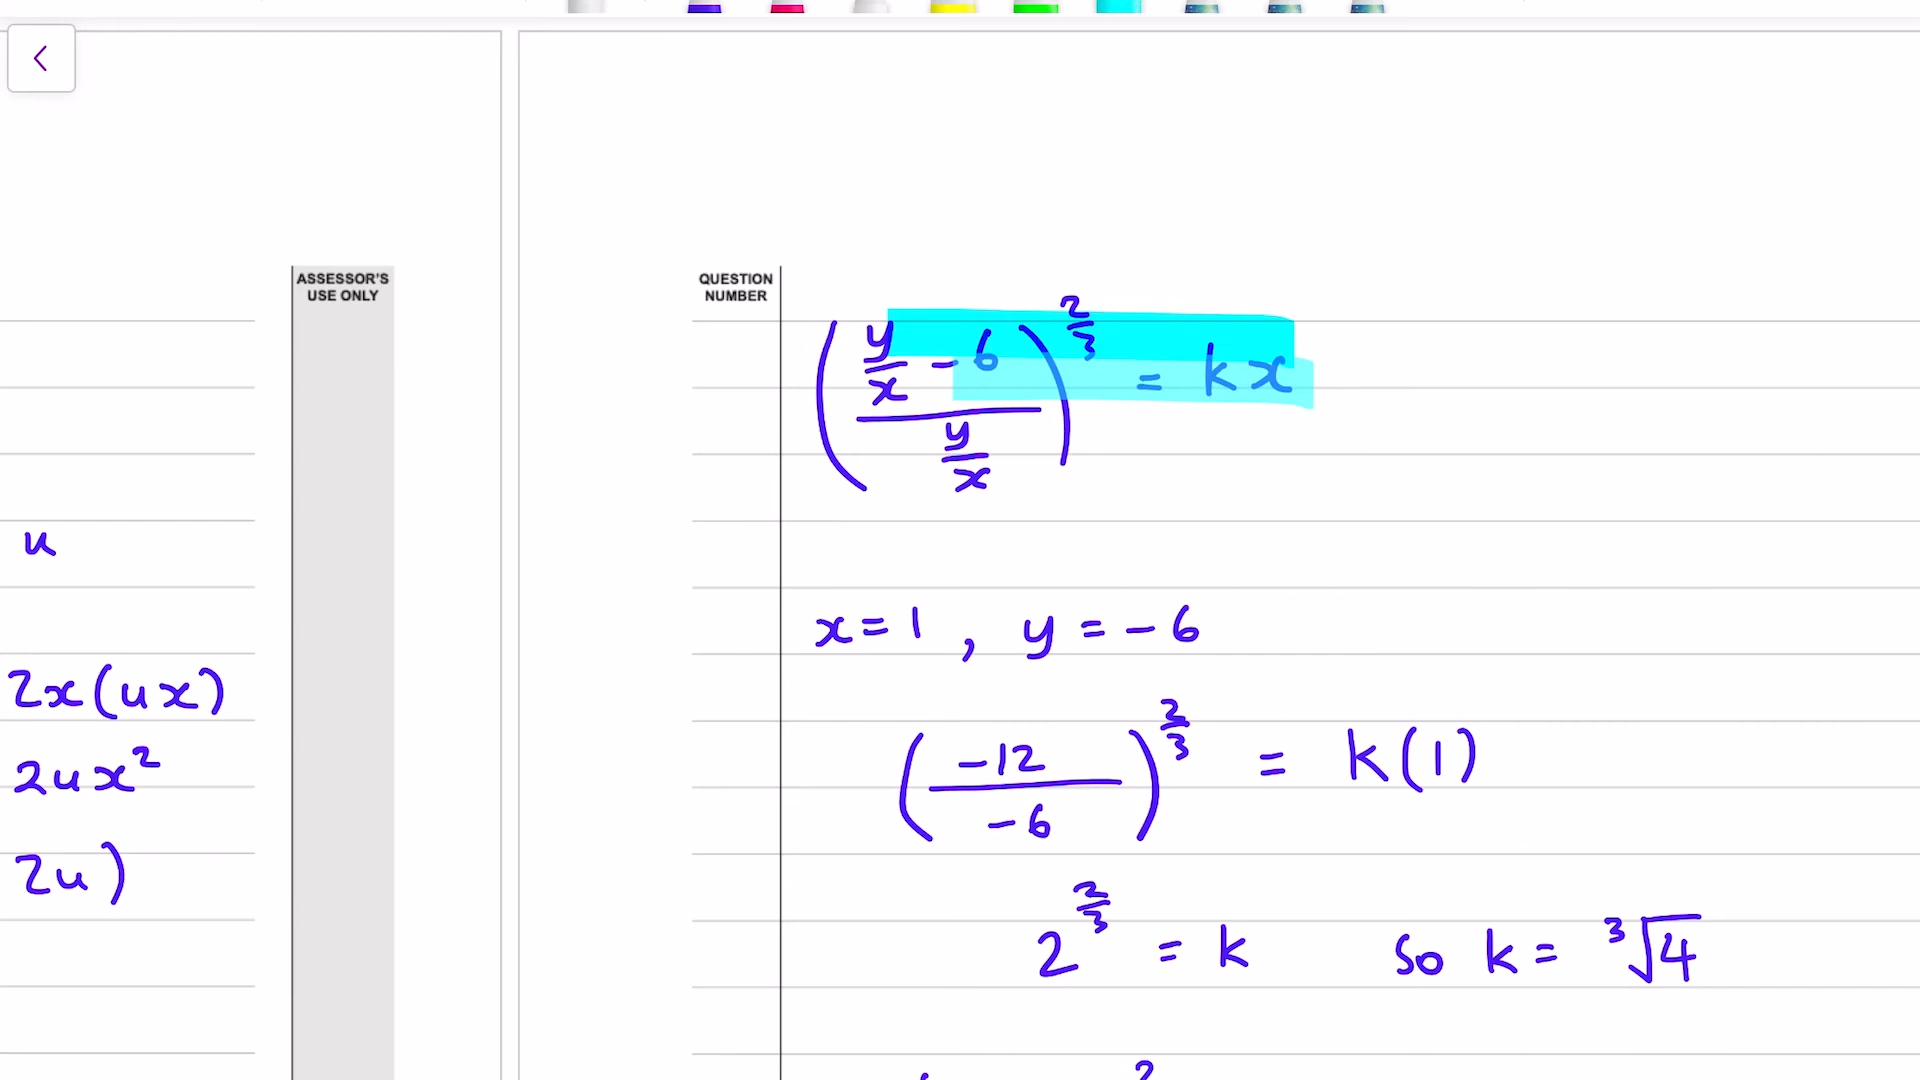 ASSESSOR'S
USE ONLY
u
2x(ux)
2ux²
2u)
QUESTION
NUMBER
((y/x - 6)/(y/x))^(2/3) = kx
x=1, y=-6
(-12/-6)^(2/3) = k(1)
2^(2/3) = k so k = ³√4